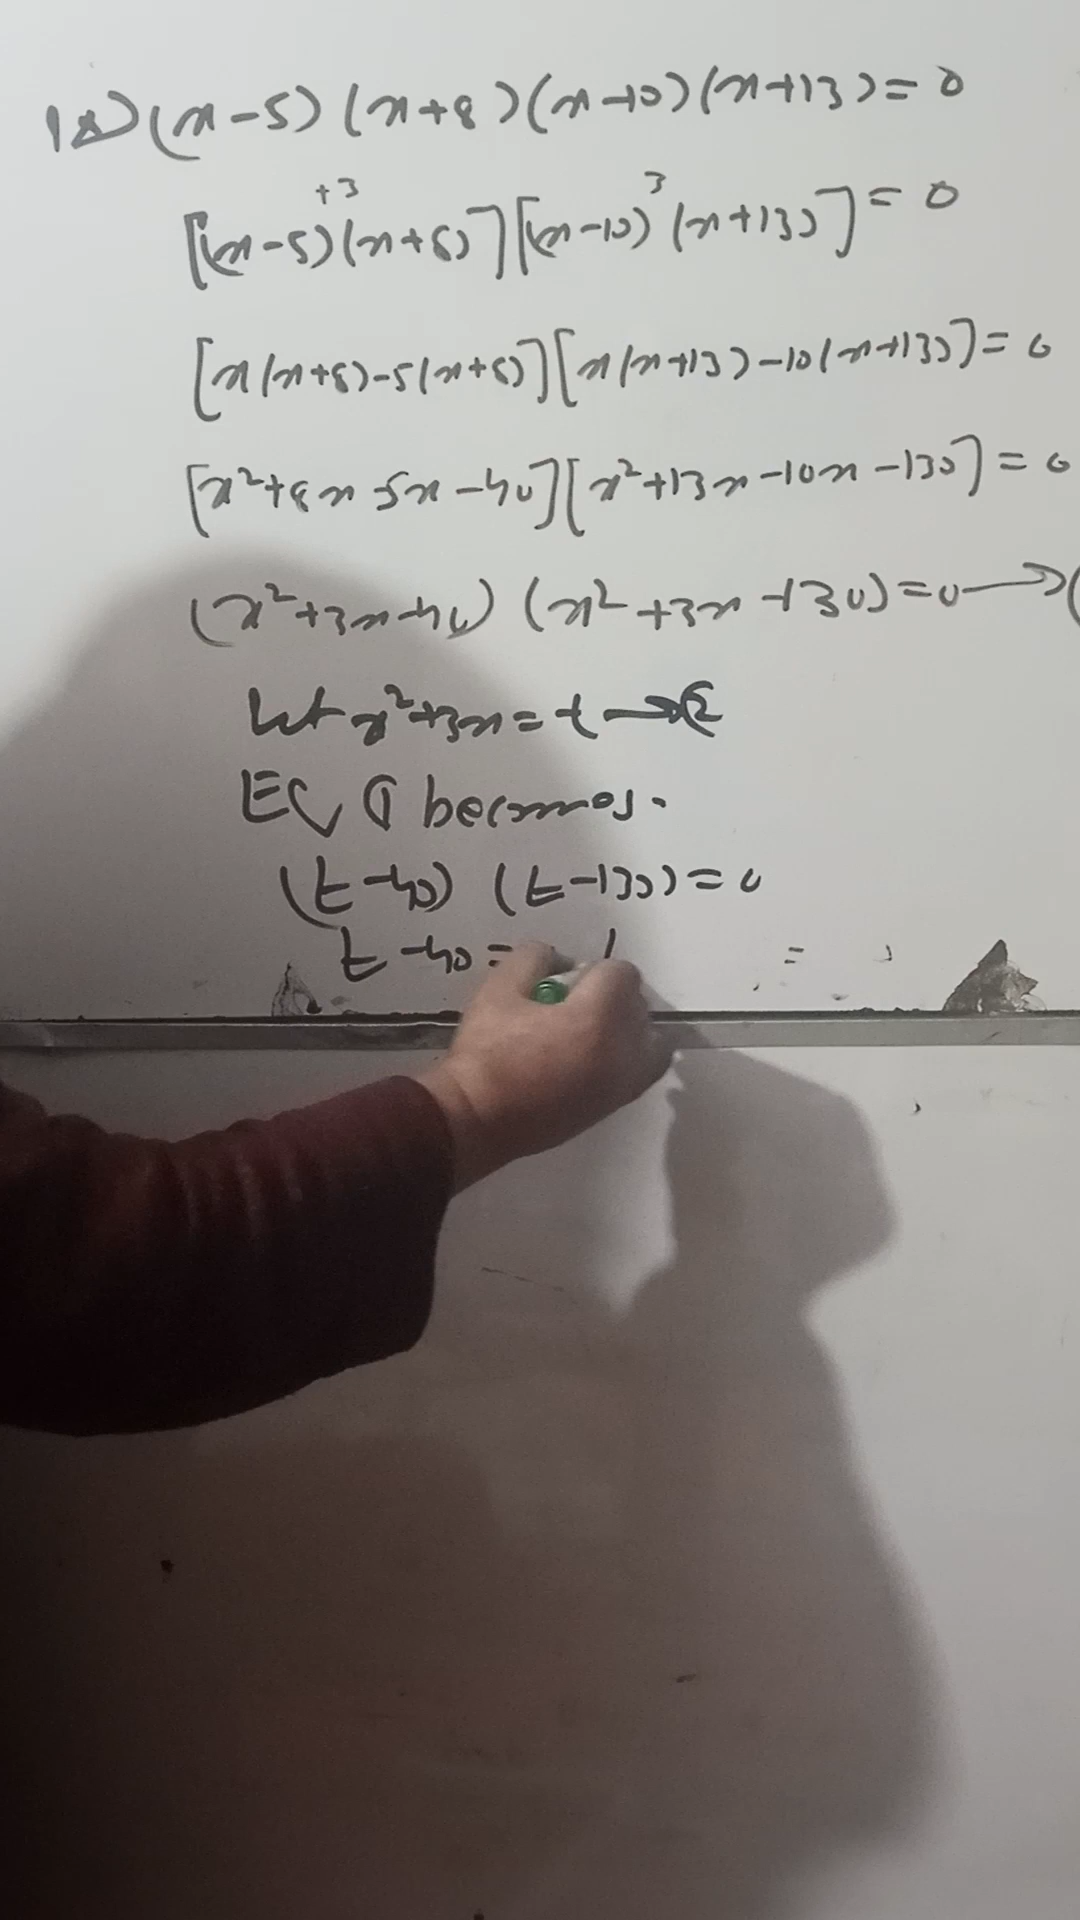 (x-5)(x+8)(x-10)(x+13)=0
+3 3
[(x-5)(x+8)][(x-10)(x+13)]=0
[x(x+8)-5(x+8)][x(x+13)-10(x+13)]=0
[x²+8x-5x-40][x²+13x-10x-130]=0
(x²+3x-40)(x²+3x-130)=0→(
let x²+3x=t→②
EQ ① becomes.
(t-40)(t-130)=0
t-40=